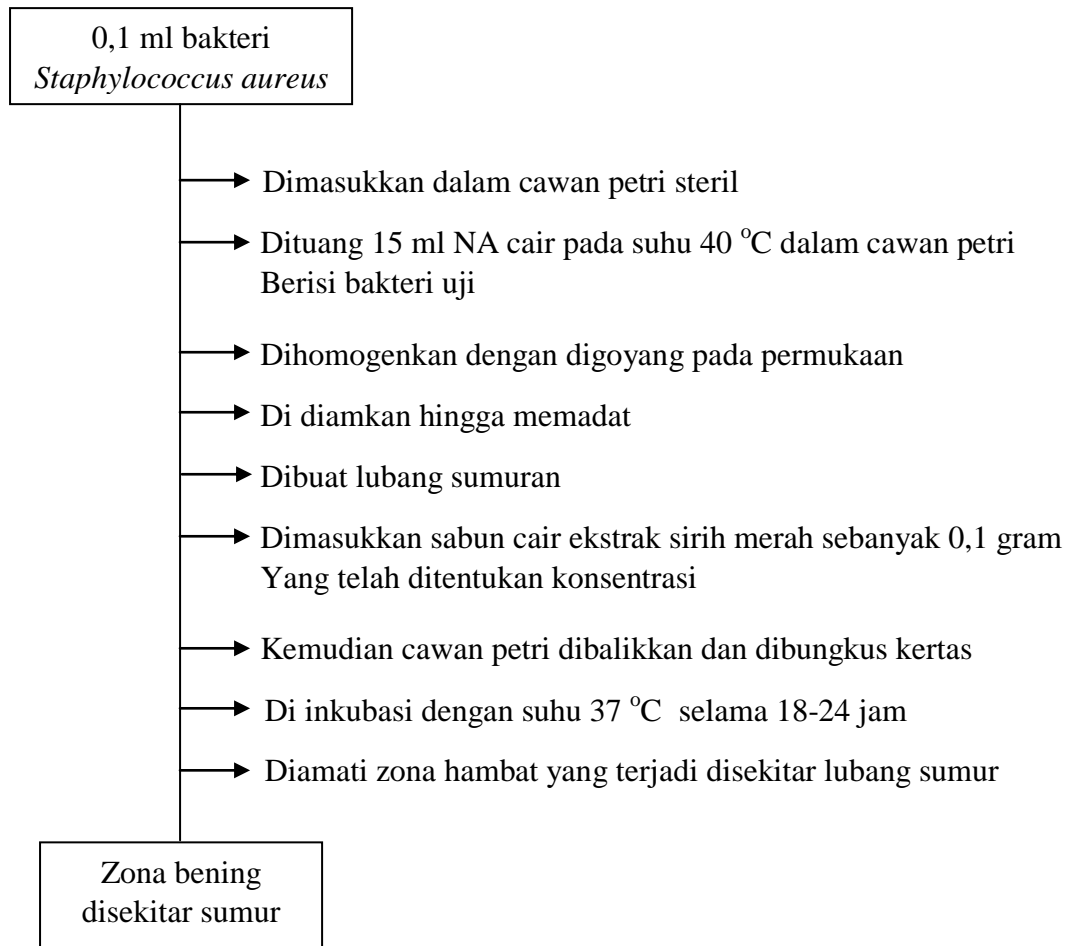 0,1 ml bakteri
Staphylococcus aureus
Dimasukkan dalam cawan petri steril
Dituang 15 ml NA cair pada suhu 40 °C dalam cawan petri
Berisi bakteri uji
Dihomogenkan dengan digoyang pada permukaan
Di diamkan hingga memadat
Dibuat lubang sumuran
Dimasukkan sabun cair ekstrak sirih merah sebanyak 0,1 gram
Yang telah ditentukan konsentrasi
Kemudian cawan petri dibalikkan dan dibungkus kertas
Di inkubasi dengan suhu 37 °C selama 18-24 jam
Diamati zona hambat yang terjadi disekitar lubang sumur
Zona bening
disekitar sumur